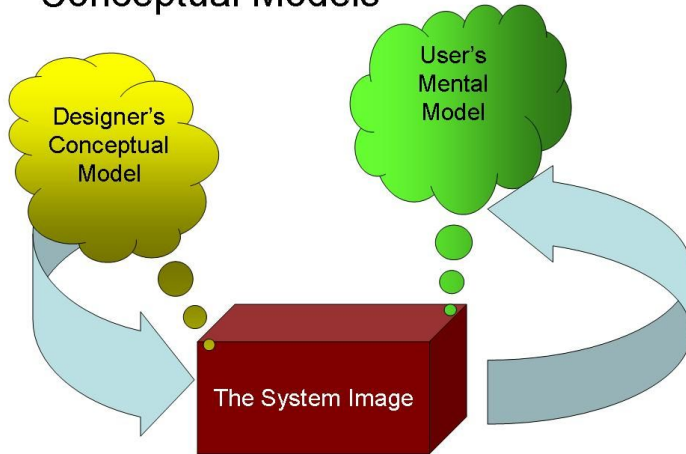 Conceptual Models
User's
Mental
Model
Designer's
Conceptual
Model
The System Image